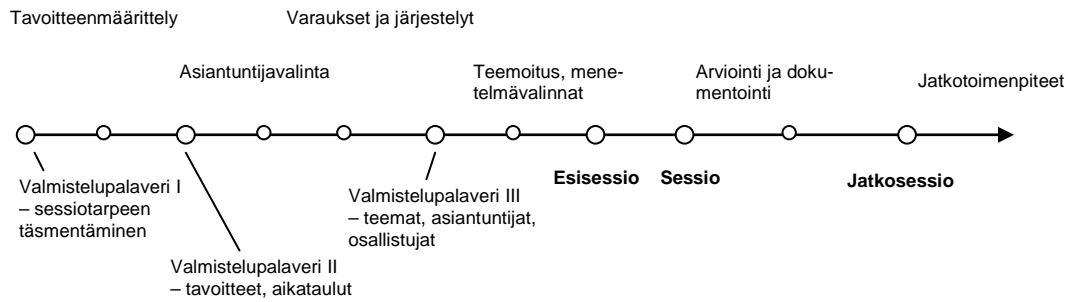 Tavoitteenmäärittely
Varaukset ja järjestelyt
Asiantuntijavalinta
Teemoitus, mene-
telmävalinnat
Arviointi ja doku-
mentointi
Jatkotoimenpiteet
Valmistelupalaveri I
– sessiotarpeen
täsmentäminen
Valmistelupalaveri II
– tavoitteet, aikataulut
Valmistelupalaveri III
– teemat, asiantuntijat,
osallistujat
Esisessio
Sessio
Jatkosessio